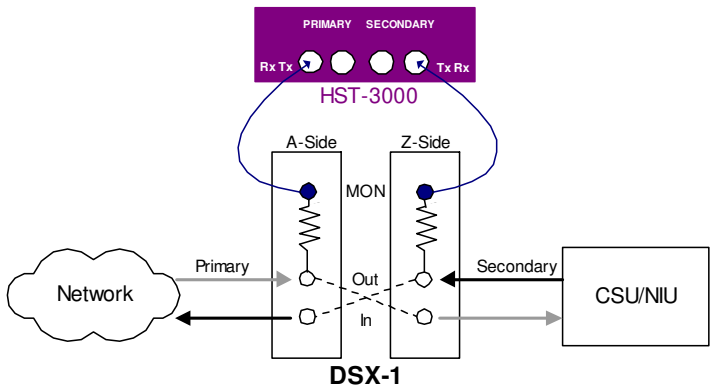 PRIMARY SECONDARY
Rx Tx
Tx Rx
HST-3000
A-Side
Z-Side
MON
Primary
Out
Secondary
Network
CSU/NIU
In
DSX-1